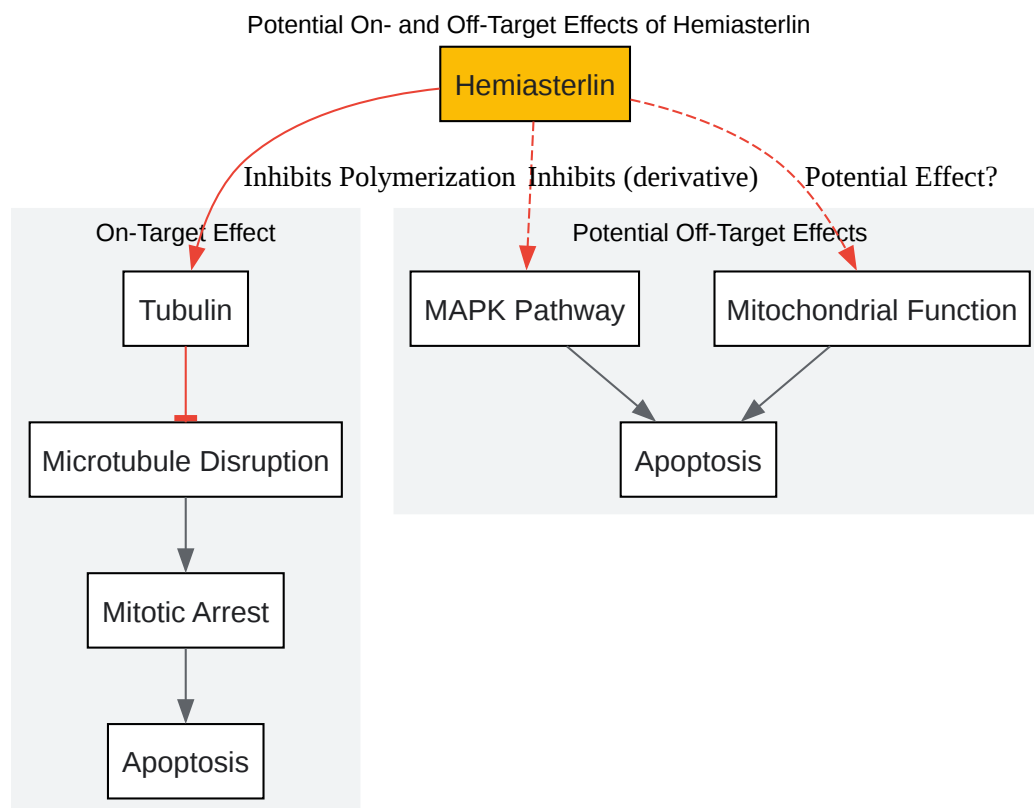 Potential On- and Off-Target Effects of Hemiasterlin
Hemiasterlin
Inhibits Polymerization
Inhibits (derivative)
Potential Effect?
On-Target Effect
Potential Off-Target Effects
Tubulin
MAPK Pathway
Mitochondrial Function
Microtubule Disruption
Apoptosis
Mitotic Arrest
Apoptosis